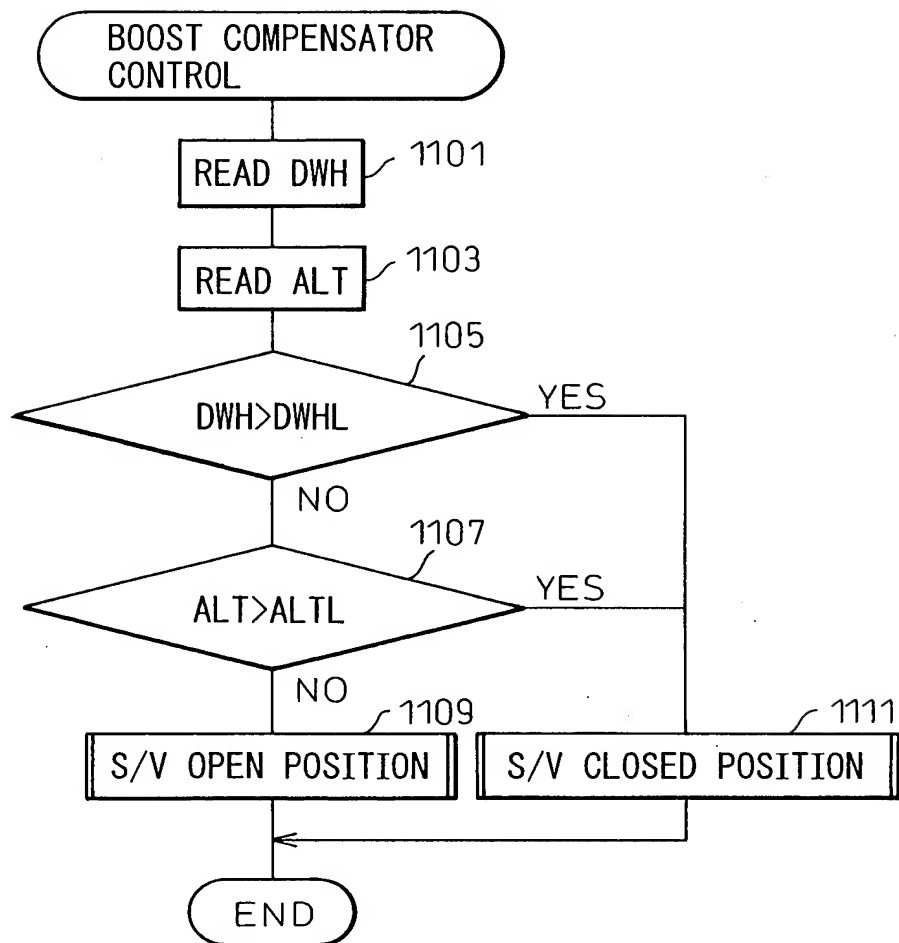 BOOST COMPENSATOR
CONTROL
1101
READ DWH
1103
READ ALT
1105
DWH>DWHL
YES
NO
1107
ALT>ALTL
YES
NO
1109
S/V OPEN POSITION
1111
S/V CLOSED POSITION
END